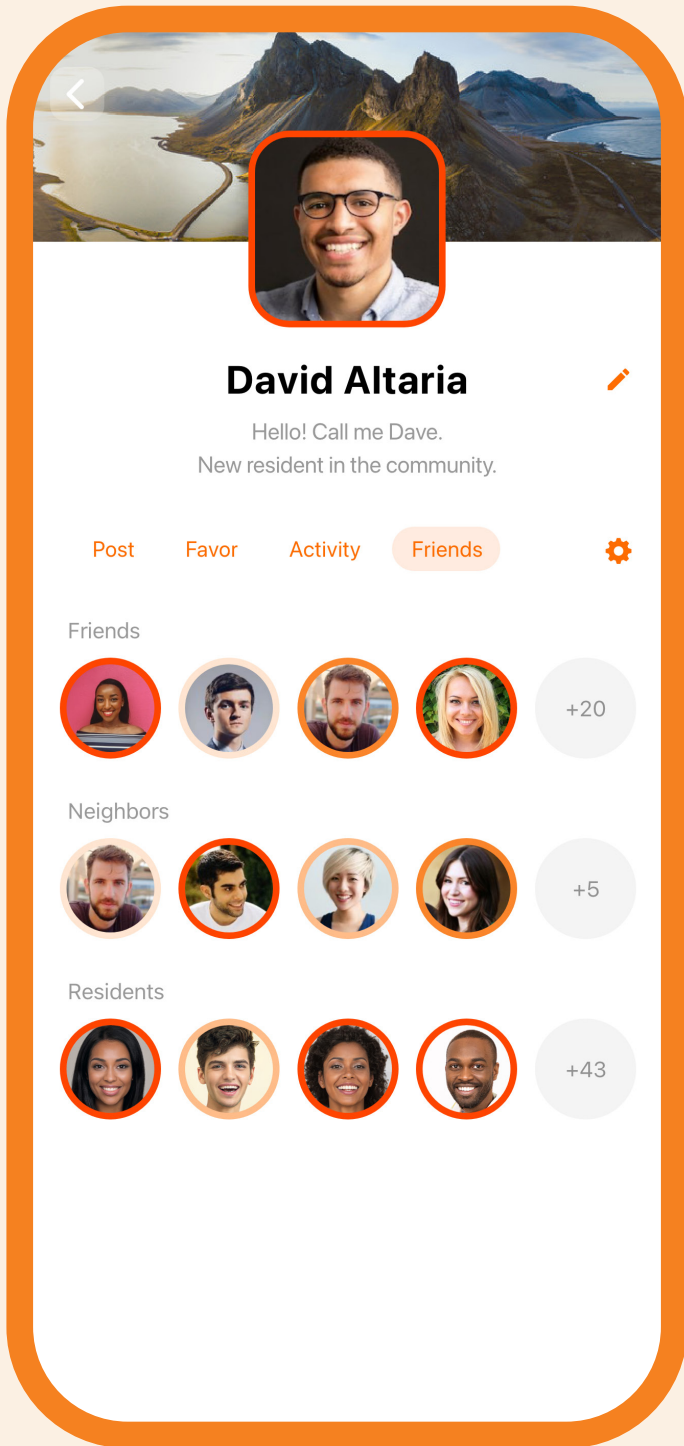 David Altaria
Hello! Call me Dave.
New resident in the community.
Post Favor Activity Friends
Friends
+20
Neighbors
+5
Residents
+43